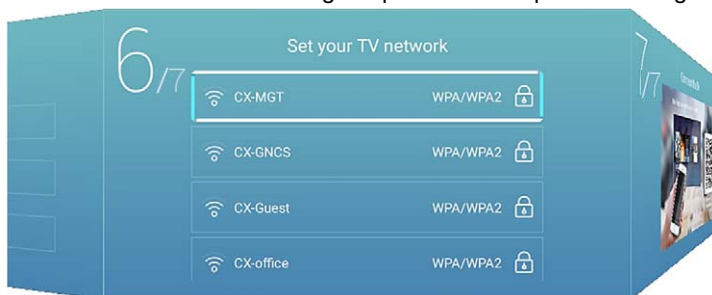 6/7
Set your TV network
CX-MGT WPA/WPA2
CX-GNCS WPA/WPA2
CX-Guest WPA/WPA2
CX-office WPA/WPA2
7/7